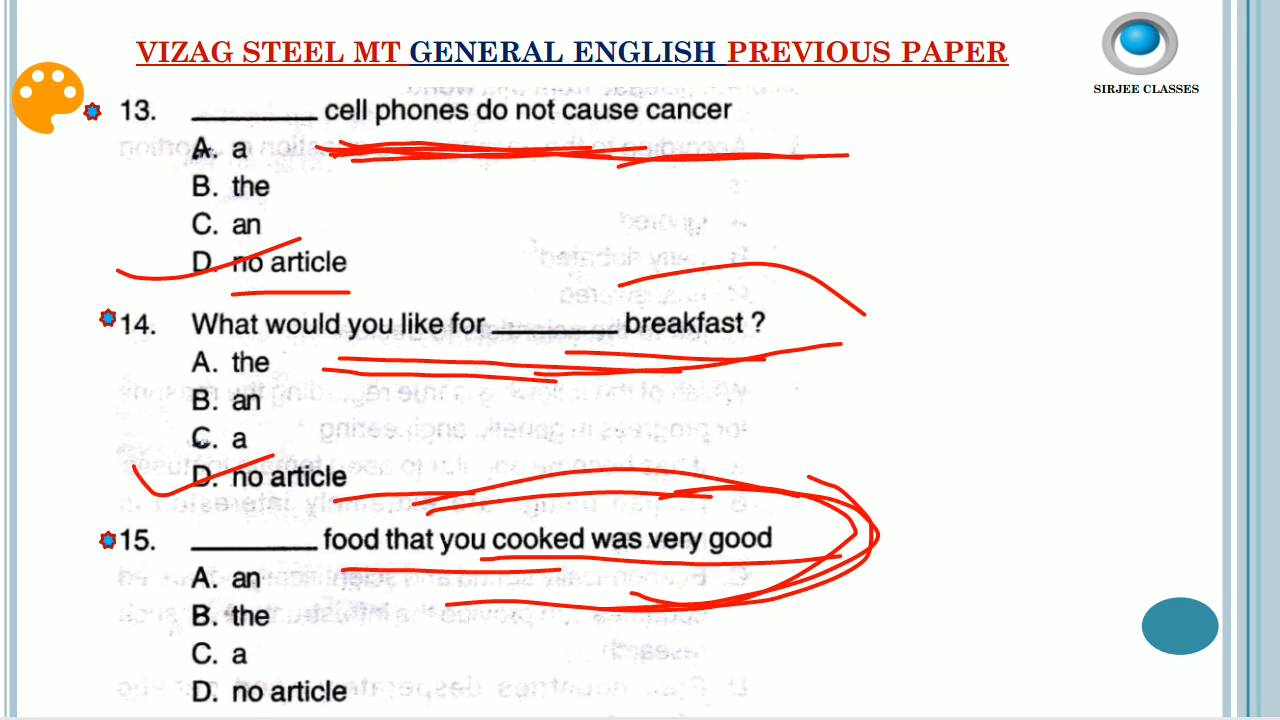 VIZAG STEEL MT GENERAL ENGLISH PREVIOUS PAPER
SIRJEE CLASSES
13. ________ cell phones do not cause cancer
A. a
B. the
C. an
D. no article
14. What would you like for ________ breakfast ?
A. the
B. an
C. a
D. no article
15. ________ food that you cooked was very good
A. an
B. the
C. a
D. no article